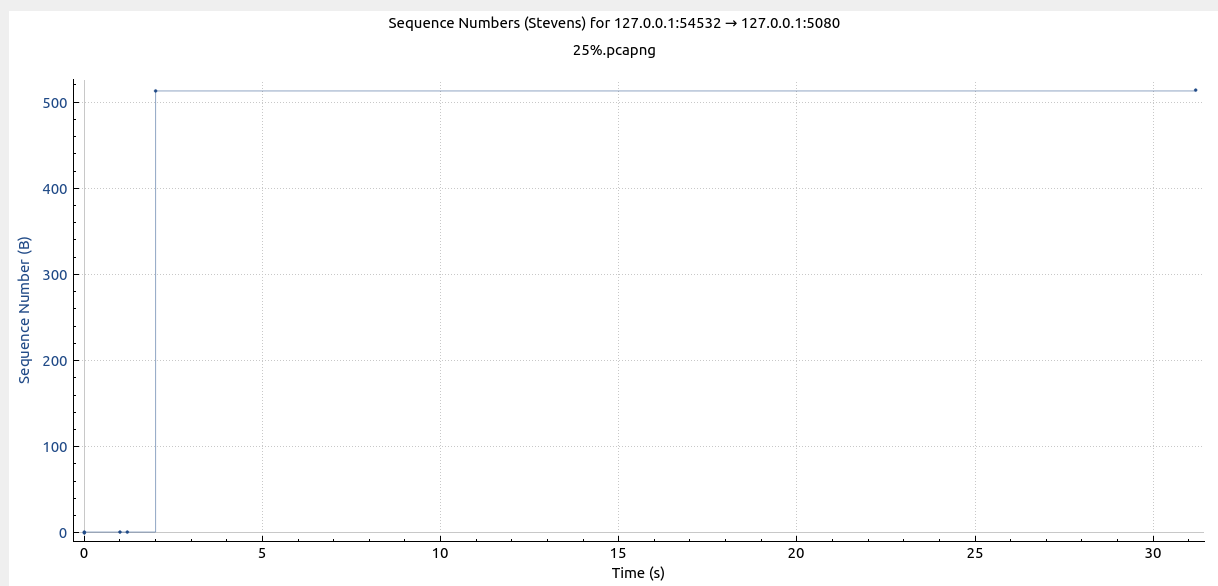 Sequence Numbers (Stevens) for 127.0.0.1:54532 → 127.0.0.1:5080
25%.pcapng
Sequence Number (B)
500
400
300
200
100
0
0 5 10 15 20 25 30
Time (s)